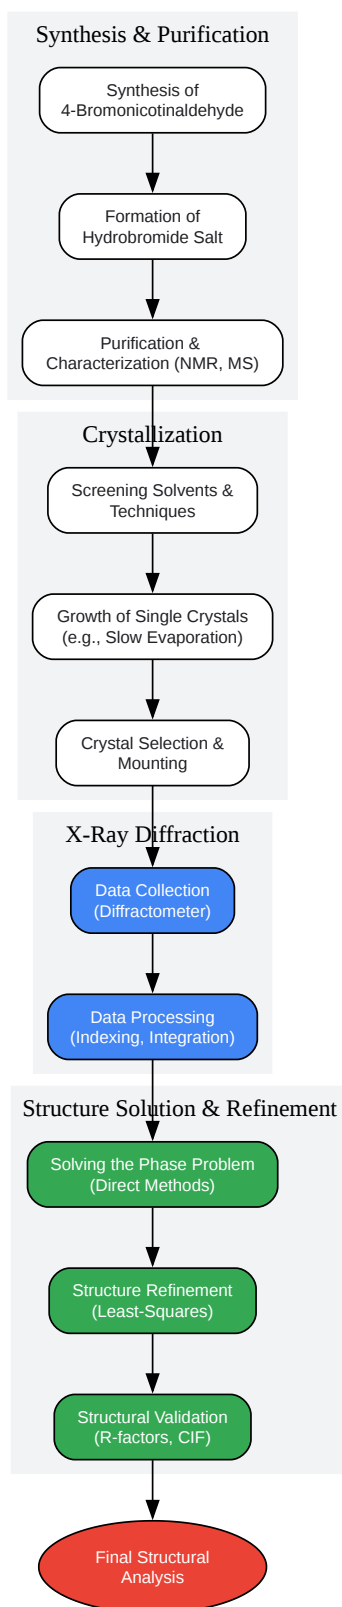 Synthesis & Purification
Synthesis of
4-Bromonicotinaldehyde
Formation of
Hydrobromide Salt
Purification &
Characterization (NMR, MS)
Crystallization
Screening Solvents &
Techniques
Growth of Single Crystals
(e.g., Slow Evaporation)
Crystal Selection &
Mounting
X-Ray Diffraction
Data Collection
(Diffractometer)
Data Processing
(Indexing, Integration)
Structure Solution & Refinement
Solving the Phase Problem
(Direct Methods)
Structure Refinement
(Least-Squares)
Structural Validation
(R-factors, CIF)
Final Structural
Analysis